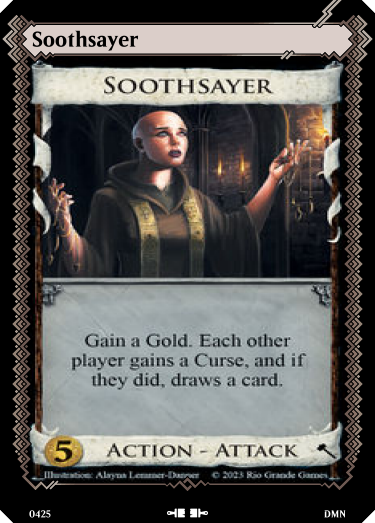 Soothsayer
SOOTHSAYER
Gain a Gold. Each other
player gains a Curse, and if
they did, draws a card.
5 ACTION - ATTACK
Illustration: Alayna Lemmer-Danner © 2023 Rio Grande Games
0425 DMN